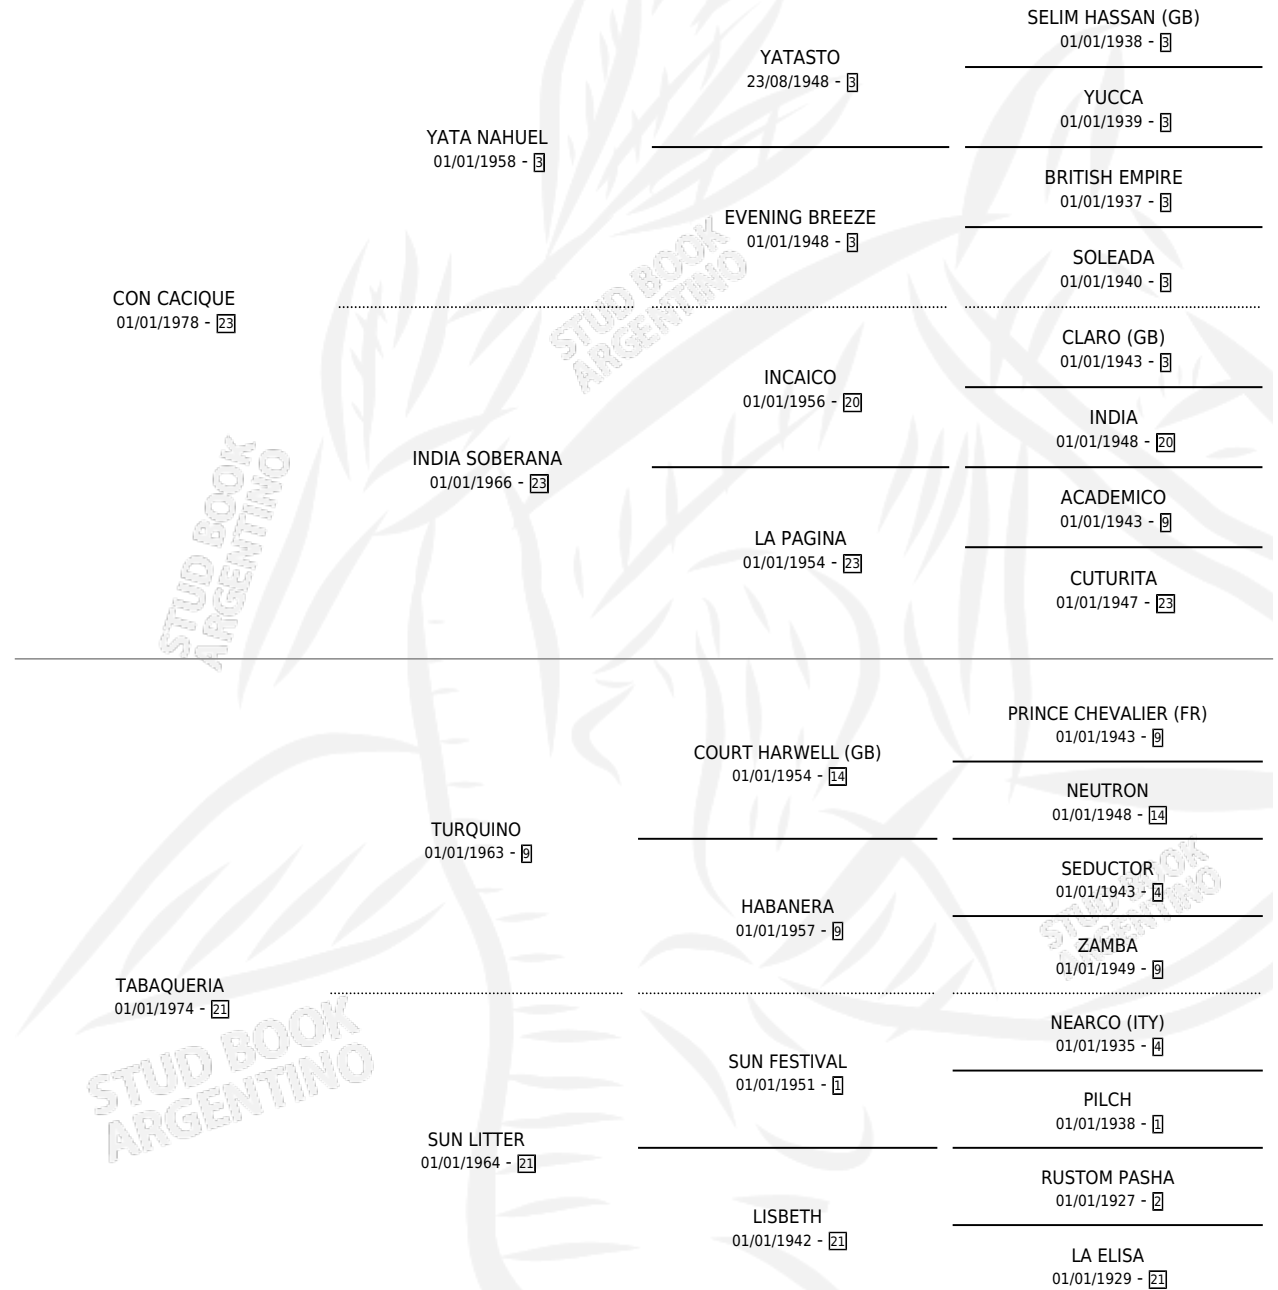 SELIM HASSAN (GB)
01/01/1938 - 3
YATASTO
23/08/1948 - 3
YUCCA
01/01/1939 - 3
YATA NAHUEL
01/01/1958 - 3
BRITISH EMPIRE
01/01/1937 - 3
EVENING BREEZE
01/01/1948 - 3
SOLEADA
01/01/1940 - 3
CON CACIQUE
01/01/1978 - 23
CLARO (GB)
01/01/1943 - 3
INCAICO
01/01/1956 - 20
INDIA
01/01/1948 - 20
INDIA SOBERANA
01/01/1966 - 23
ACADEMICO
01/01/1943 - 9
LA PAGINA
01/01/1954 - 23
CUTURITA
01/01/1947 - 23
PRINCE CHEVALIER (FR)
01/01/1943 - 9
COURT HARWELL (GB)
01/01/1954 - 14
NEUTRON
01/01/1948 - 14
TURQUINO
01/01/1963 - 9
SEDUCTOR
01/01/1943 - 4
HABANERA
01/01/1957 - 9
ZAMBA
01/01/1949 - 9
TABAQUERIA
01/01/1974 - 21
NEARCO (ITY)
01/01/1935 - 4
SUN FESTIVAL
01/01/1951 - 1
PILCH
01/01/1938 - 1
SUN LITTER
01/01/1964 - 21
RUSTOM PASHA
01/01/1927 - 2
LISBETH
01/01/1942 - 21
LA ELISA
01/01/1929 - 21
STUD BOOK
ARGENTINO
STUD BOOK
ARGENTINO
STUD BOOK
ARGENTINO
STUD BOOK
ARGENTINO